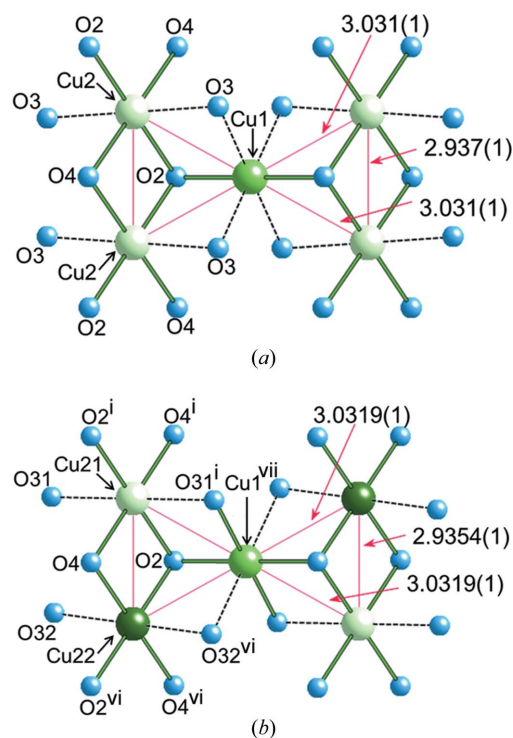 O2 O4 3.031(1)
Cu2
O3 O3 Cu1
2.937(1)
O4 O2
3.031(1)
O3
Cu2 O3
O2 O4
(a)
O2i O4i 3.0319(1)
Cu21
O31 O31i Cu1vii
2.9354(1)
O4 O2
3.0319(1)
O32
Cu22 O32vi
O2vi O4vi
(b)